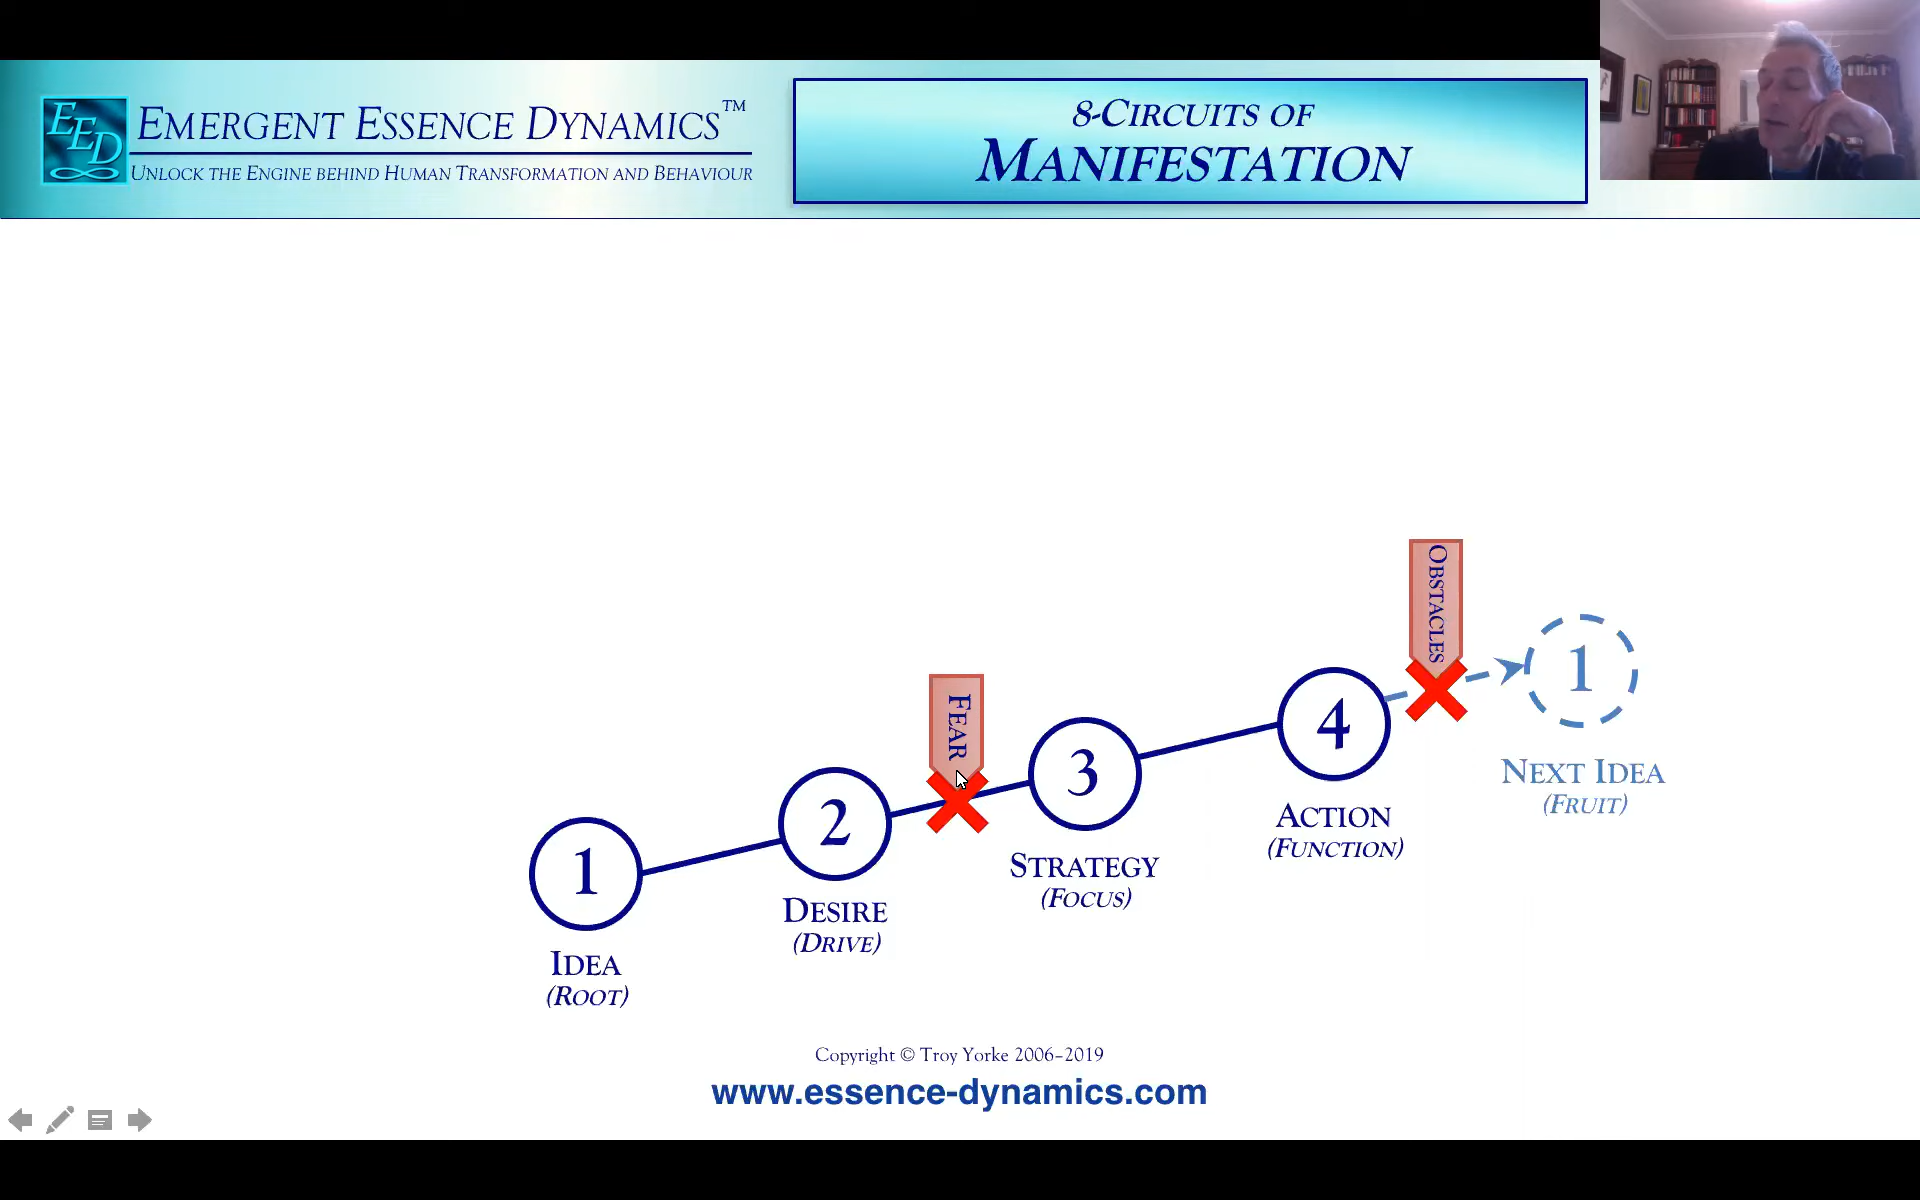 EED
EMERGENT ESSENCE DYNAMICS™
UNLOCK THE ENGINE BEHIND HUMAN TRANSFORMATION AND BEHAVIOUR
8-CIRCUITS OF
MANIFESTATION
OBSTACLES
FEAR
1
NEXT IDEA
(FRUIT)
4
ACTION
(FUNCTION)
3
STRATEGY
(FOCUS)
2
DESIRE
(DRIVE)
1
IDEA
(ROOT)
Copyright © Troy Yorke 2006-2019
www.essence-dynamics.com